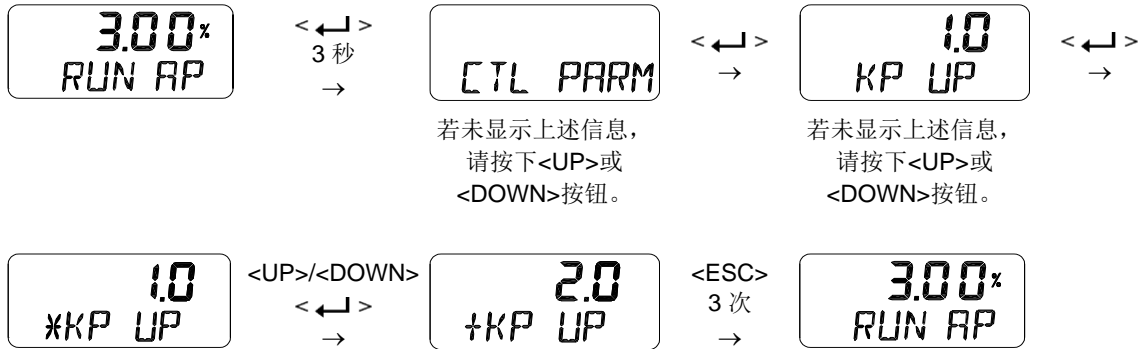 3.00%
RUN AP
< ↵ >
3 秒
→
CTL PARM
若未显示上述信息，
请按下<UP>或
<DOWN>按钮。
< ↵ >
→
1.0
KP UP
若未显示上述信息，
请按下<UP>或
<DOWN>按钮。
< ↵ >
→
1.0
*KP UP
<UP>/<DOWN>
< ↵ >
→
2.0
+KP UP
<ESC>
3 次
→
3.00%
RUN AP